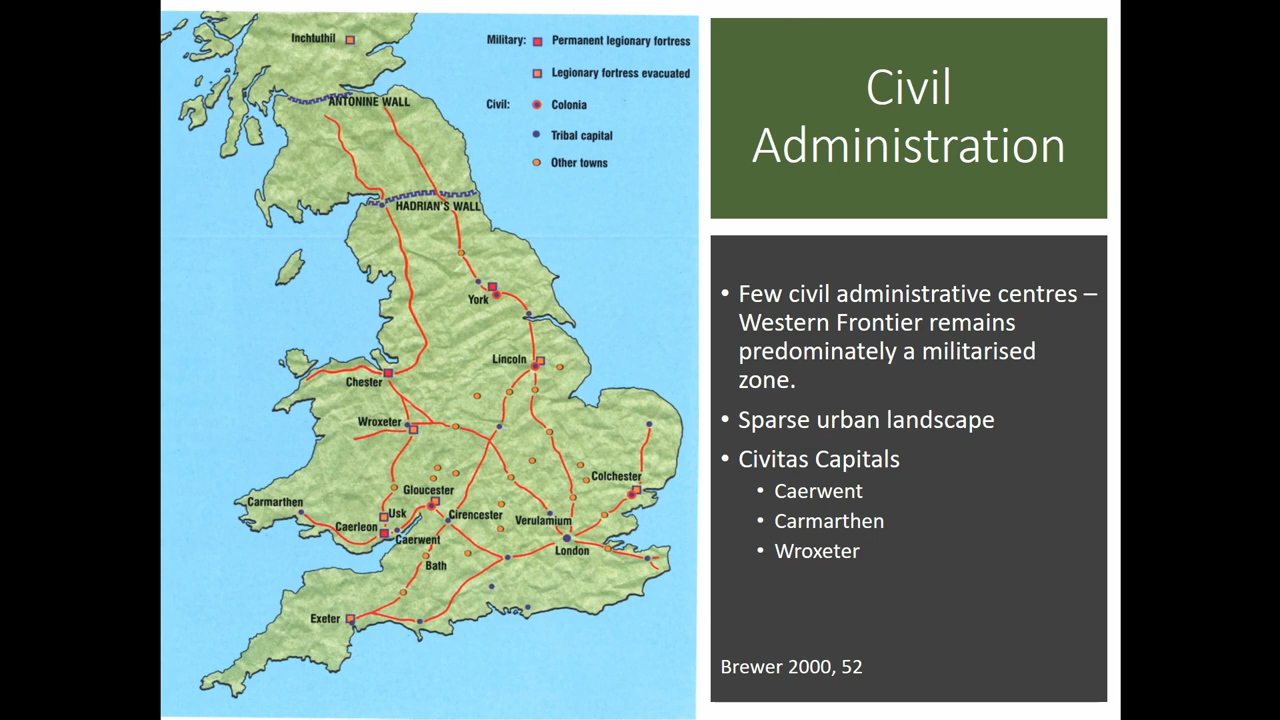 Inchtuthil
Military:
Permanent legionary fortress
Legionary fortress evacuated
Civil:
Colonia
Tribal capital
Other towns
ANTONINE WALL
HADRIAN'S WALL
York
Lincoln
Chester
Wroxeter
Colchester
Gloucester
Carmarthen
Usk
Cirencester
Verulamium
Caerleon
Caerwent
London
Bath
Exeter
Civil
Administration
• Few civil administrative centres –
Western Frontier remains
predominately a militarised
zone.
• Sparse urban landscape
• Civitas Capitals
• Caerwent
• Carmarthen
• Wroxeter
Brewer 2000, 52